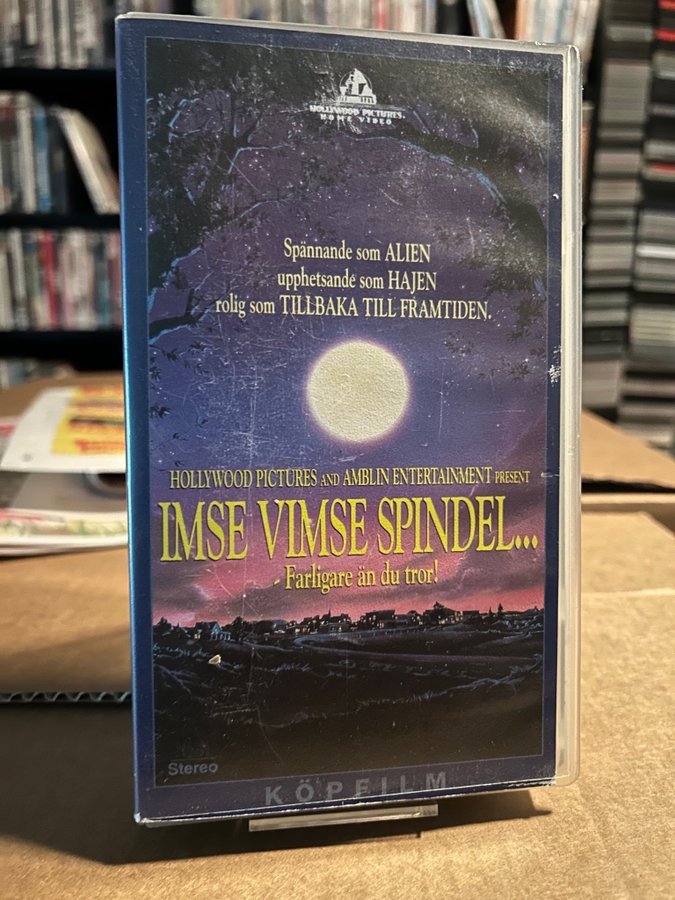 HOLLYWOOD PICTURES
HOME VIDEO
Spännande som ALIEN
upphetsande som HAJEN
rolig som TILLBAKA TILL FRAMTIDEN.
HOLLYWOOD PICTURES AND AMBLIN ENTERTAINMENT PRESENT
IMSE VIMSE SPINDEL...
- Farligare än du tror!
Stereo
KÖPFILM